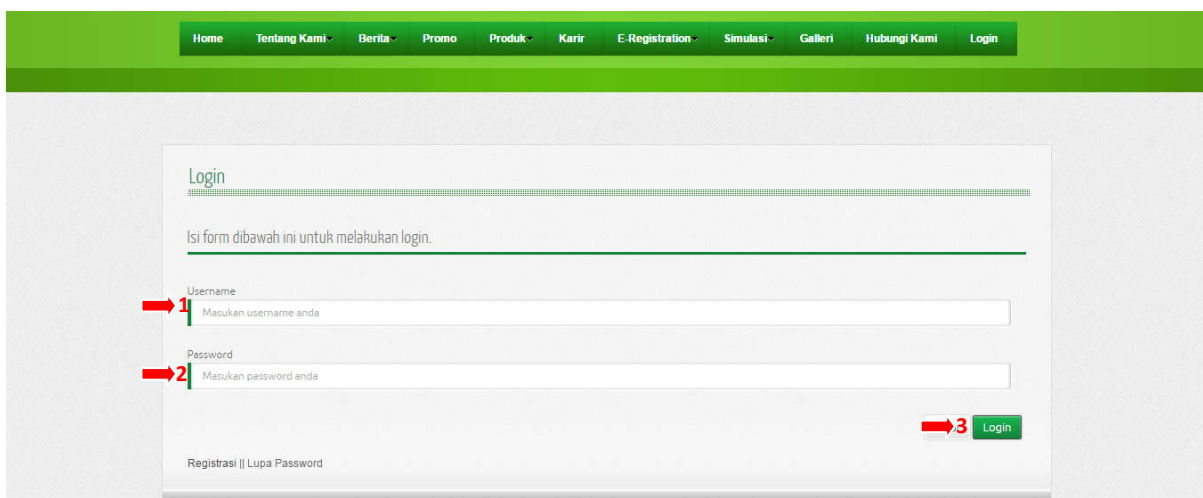 Home Tentang Kami Berita Promo Produk Karir E-Registration Simulasi Galleri Hubungi Kami Login
Login
Isi form dibawah ini untuk melakukan login.
Username
1 Masukan username anda
Password
2 Masukan password anda
3 Login
Registrasi || Lupa Password